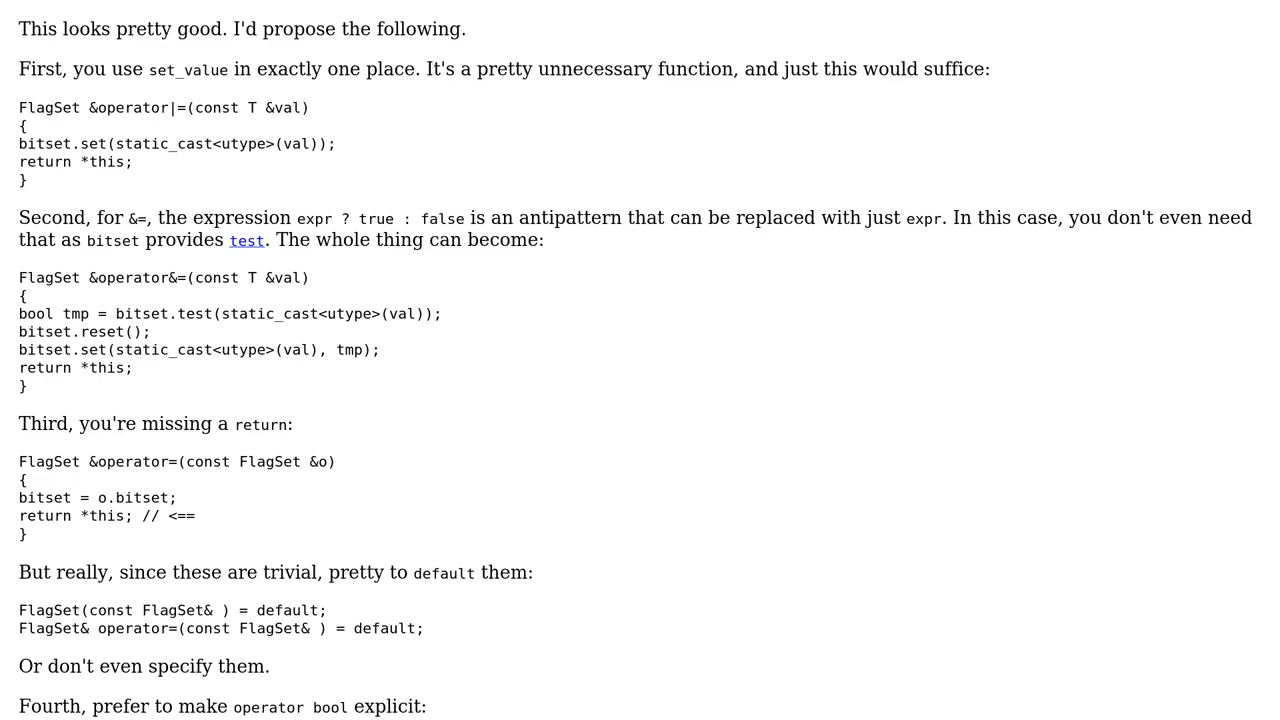 This looks pretty good. I'd propose the following.
First, you use set_value in exactly one place. It's a pretty unnecessary function, and just this would suffice:
FlagSet &operator|=(const T &val)
{
bitset.set(static_cast<utype>(val));
return *this;
}
Second, for &=, the expression expr ? true : false is an antipattern that can be replaced with just expr. In this case, you don't even need
that as bitset provides test. The whole thing can become:
FlagSet &operator&=(const T &val)
{
bool tmp = bitset.test(static_cast<utype>(val));
bitset.reset();
bitset.set(static_cast<utype>(val), tmp);
return *this;
}
Third, you're missing a return:
FlagSet &operator=(const FlagSet &o)
{
bitset = o.bitset;
return *this; // <==
}
But really, since these are trivial, pretty to default them:
FlagSet(const FlagSet& ) = default;
FlagSet& operator=(const FlagSet& ) = default;
Or don't even specify them.
Fourth, prefer to make operator bool explicit: